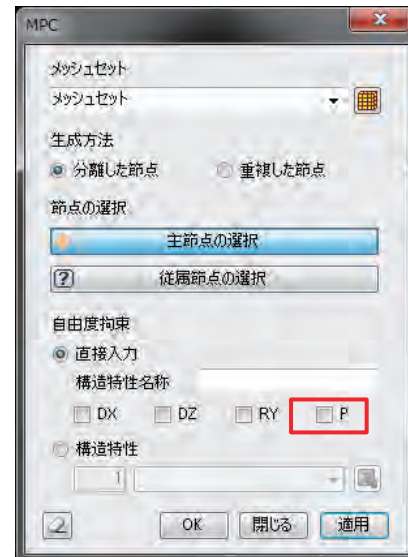 MPC
メッシュセット
メッシュセット
生成方法
分離した節点 重複した節点
節点の選択
主節点の選択
? 従属節点の選択
自由度拘束
直接入力
構造特性名称
DX DZ RY P
構造特性
1
OK 閉じる 適用